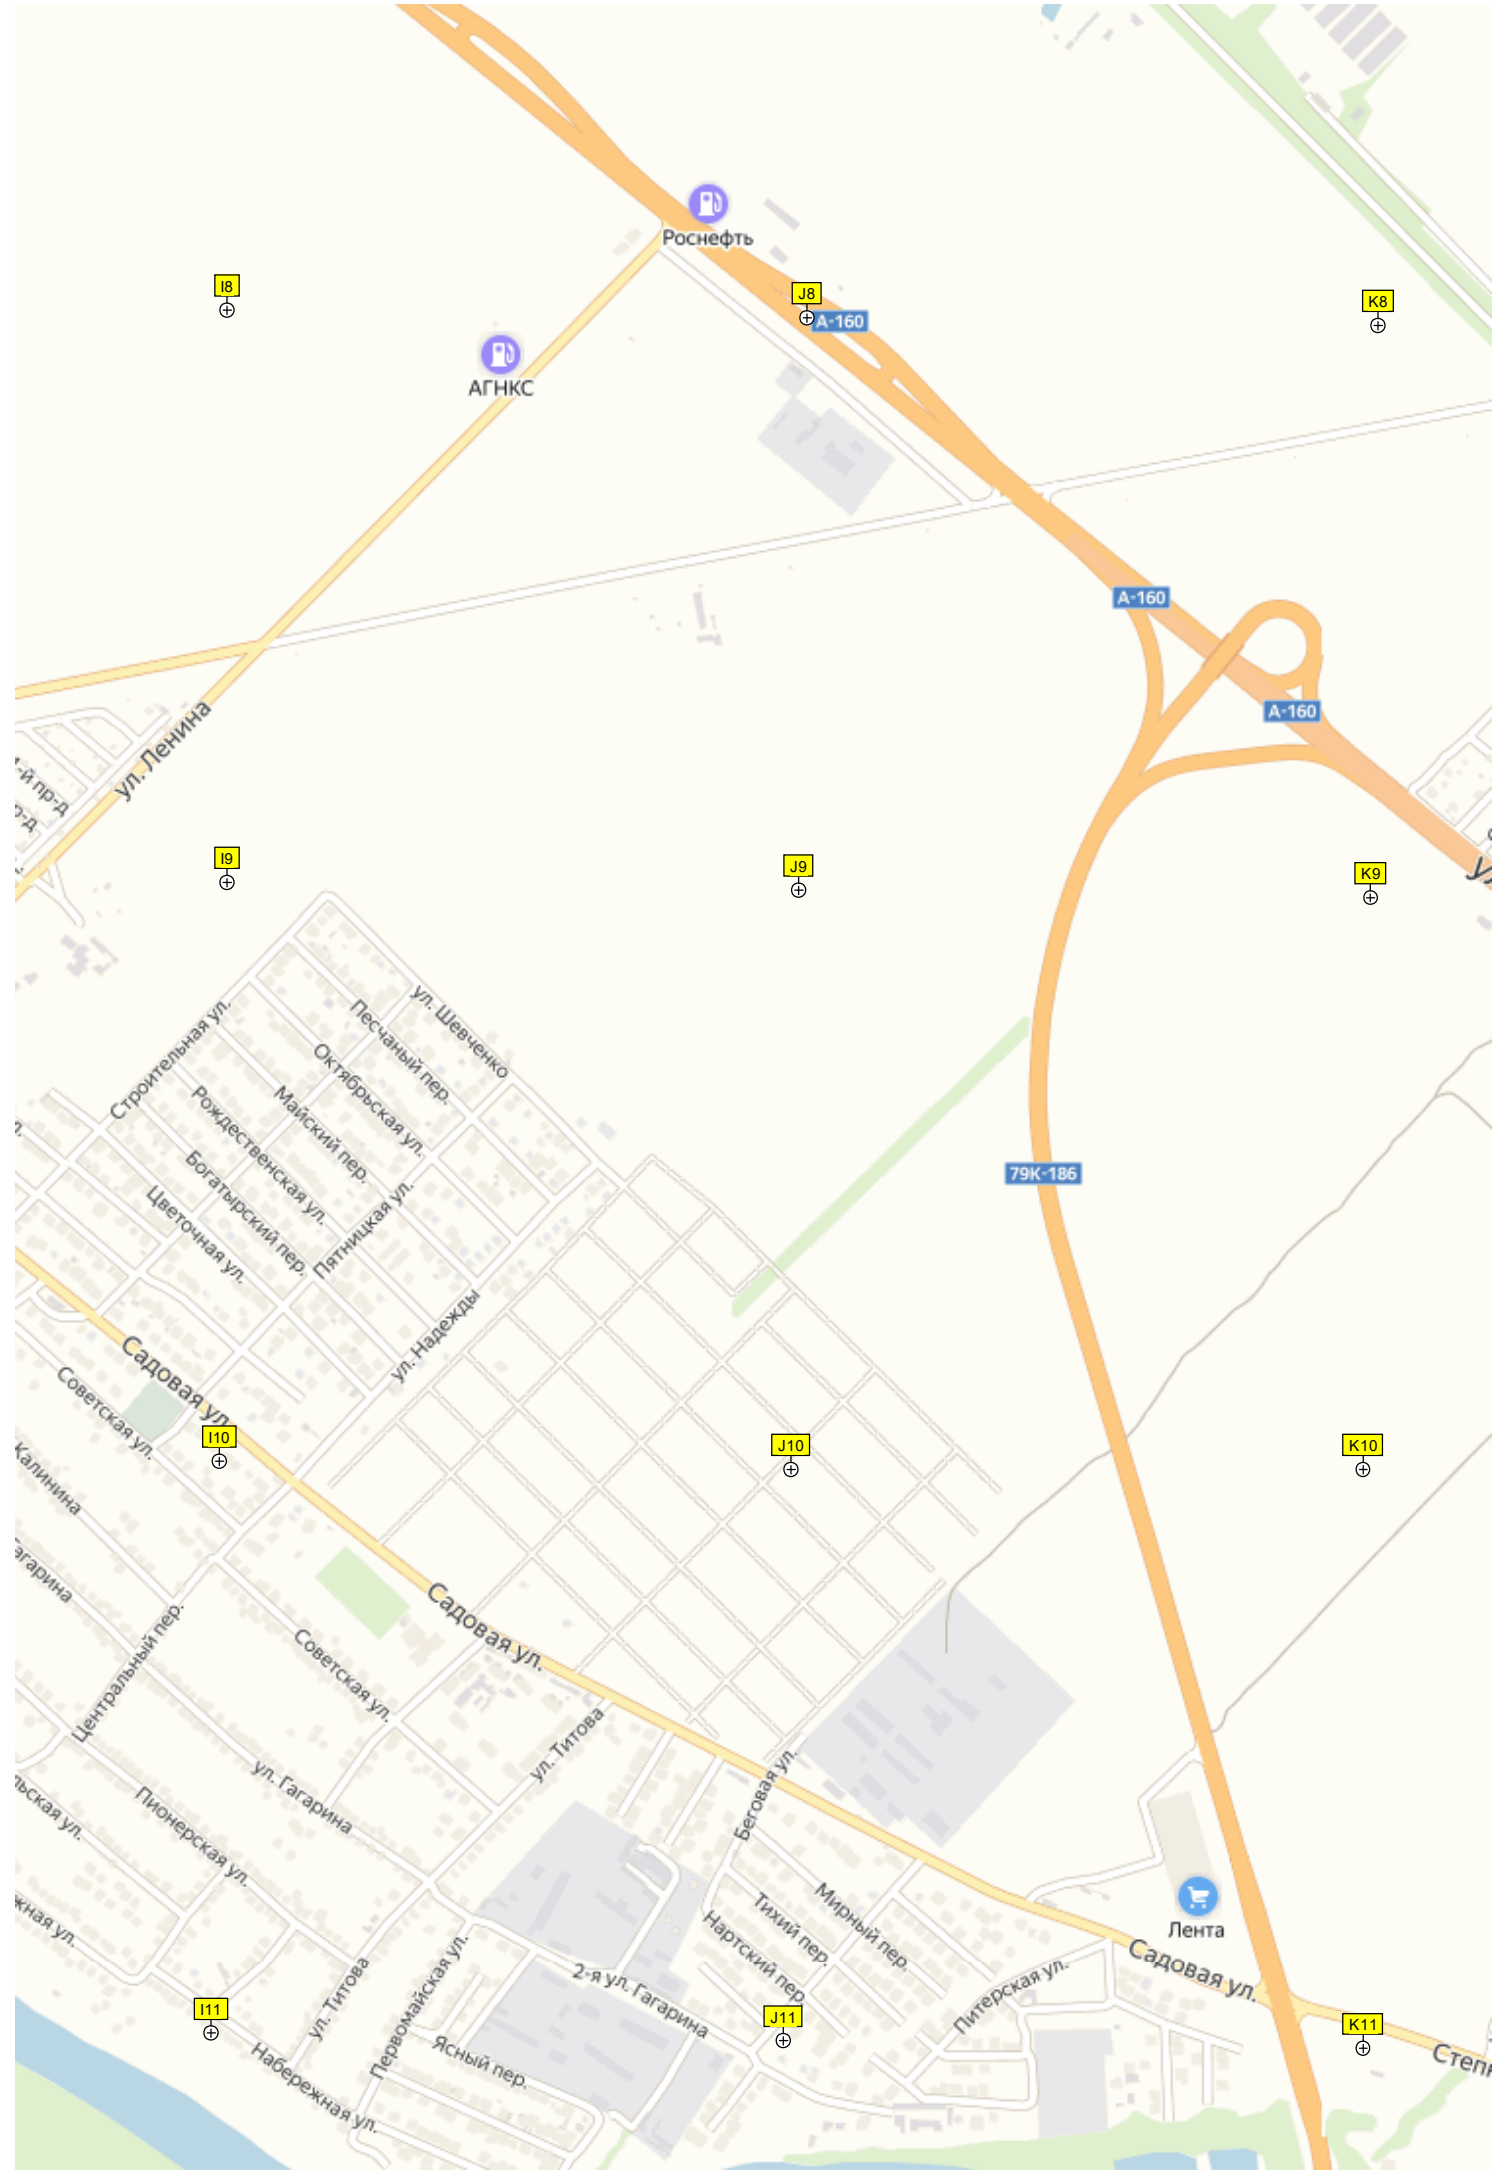 Роснефть
I8
J8
А-160
K8
АГНКС
А-160
А-160
ул. Ленина
1-й пр-д
I9
J9
K9
ул. Шевченко
Песчаный пер.
Строительная ул.
Октябрьская ул.
Майский пер.
Рождественская ул.
Богатырский пер.
Цветочная ул.
Пятницкая ул.
79К-186
ул. Надежды
Садовая ул.
Советская ул.
I10
J10
K10
Калинина
Садовая ул.
Центральный пер.
Советская ул.
ул. Титова
ул. Гагарина
Беговая ул.
Пионерская ул.
Мирный пер.
Тихий пер.
Нартский пер.
Лента
Садовая ул.
2-я ул. Гагарина
Питерская ул.
Первомайская ул.
ул. Титова
I11
J11
K11
Набережная ул.
Ясный пер.